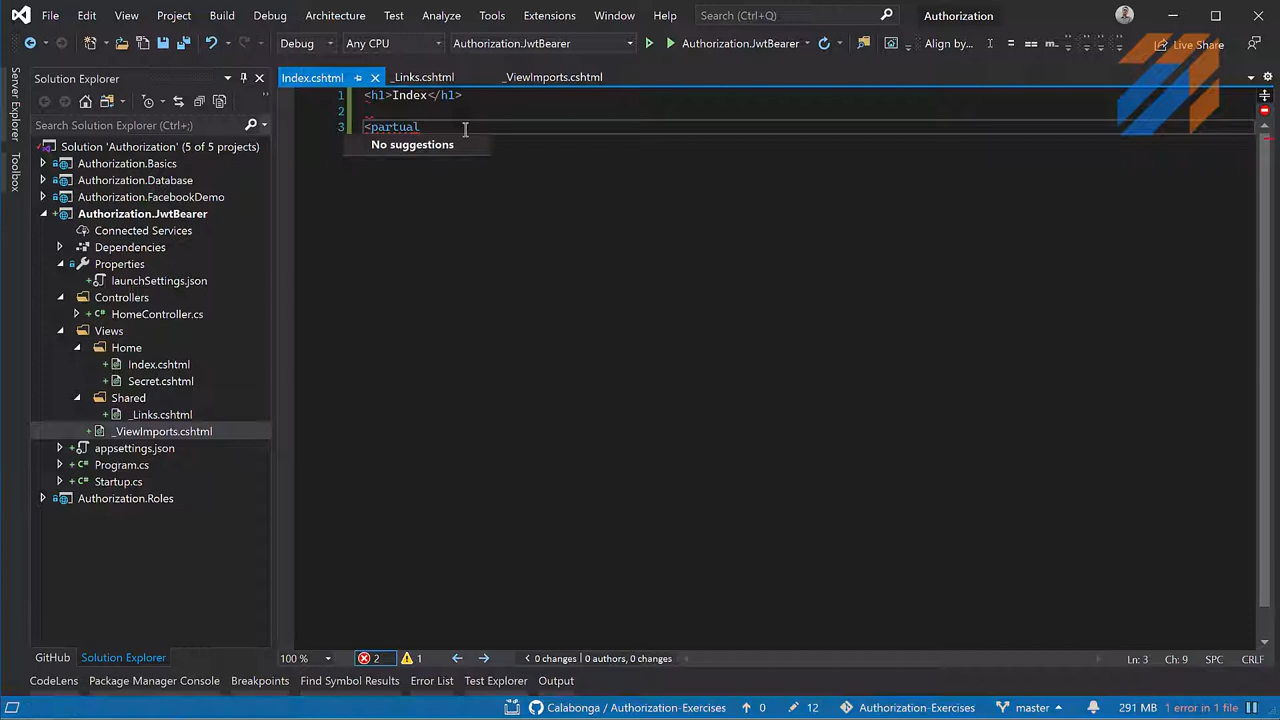 File Edit View Project Build Debug Architecture Test Analyze Tools Extensions Window Help Search (Ctrl+Q) Authorization
Debug Any CPU Authorization.JwtBearer Authorization.JwtBearer Align by... Live Share
Server Explorer
Toolbox
Solution Explorer
Search Solution Explorer (Ctrl+;)
Solution 'Authorization' (5 of 5 projects)
Authorization.Basics
Authorization.Database
Authorization.FacebookDemo
Authorization.JwtBearer
Connected Services
Dependencies
Properties
launchSettings.json
Controllers
HomeController.cs
Views
Home
Index.cshtml
Secret.cshtml
Shared
_Links.cshtml
_ViewImports.cshtml
appsettings.json
Program.cs
Startup.cs
Authorization.Roles
GitHub Solution Explorer
Index.cshtml _Links.cshtml _ViewImports.cshtml
1 <h1>Index</h1>
2
3 <partual
No suggestions
100 % 2 1 0 changes | 0 authors, 0 changes Ln: 3 Ch: 9 SPC CRLF
CodeLens Package Manager Console Breakpoints Find Symbol Results Error List Test Explorer Output
Calabonga / Authorization-Exercises 0 12 Authorization-Exercises master 291 MB 1 error in 1 file